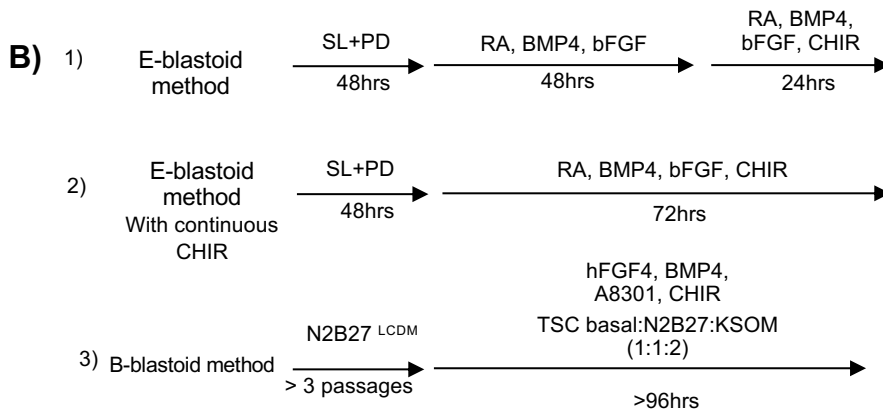 B)
1)
E-blastoid
method
SL+PD
48hrs
RA, BMP4, bFGF
48hrs
RA, BMP4,
bFGF, CHIR
24hrs
2)
E-blastoid
method
With continuous
CHIR
SL+PD
48hrs
RA, BMP4, bFGF, CHIR
72hrs
3)
B-blastoid method
N2B27 LCDM
> 3 passages
hFGF4, BMP4,
A8301, CHIR
TSC basal:N2B27:KSOM
(1:1:2)
>96hrs